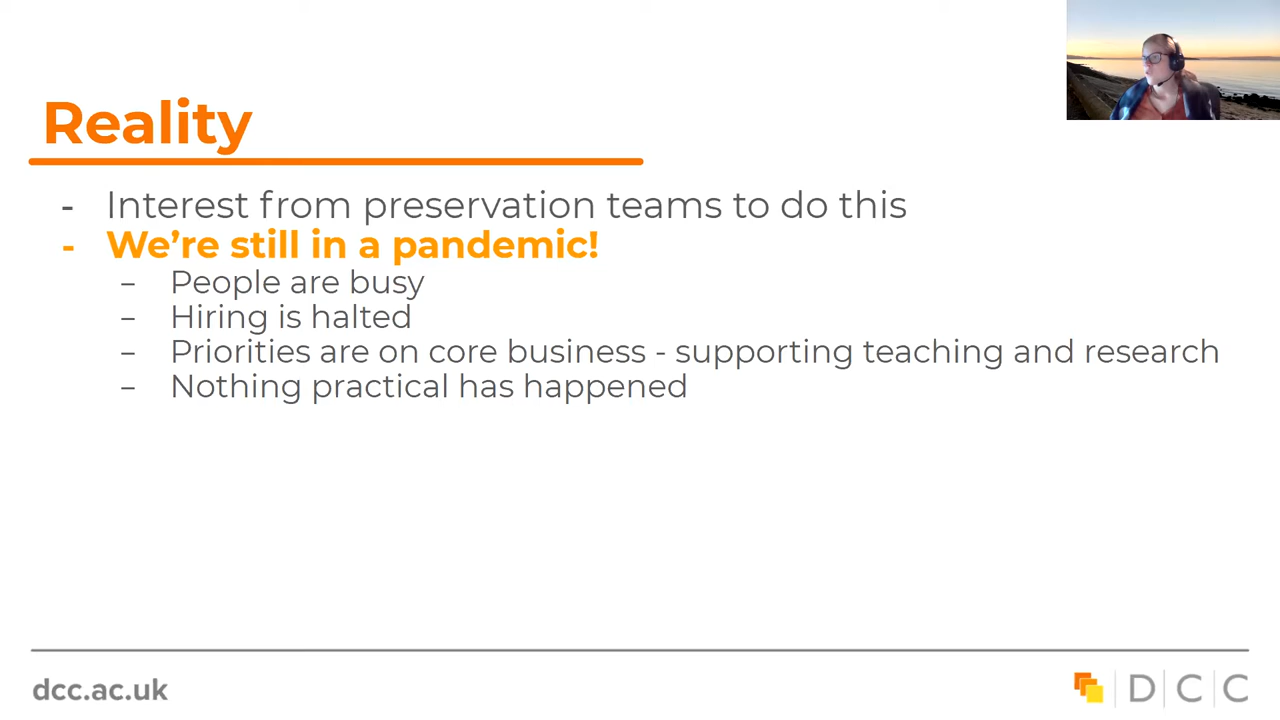 Reality
- Interest from preservation teams to do this
- We’re still in a pandemic!
– People are busy
– Hiring is halted
– Priorities are on core business - supporting teaching and research
– Nothing practical has happened
dcc.ac.uk
D|C|C